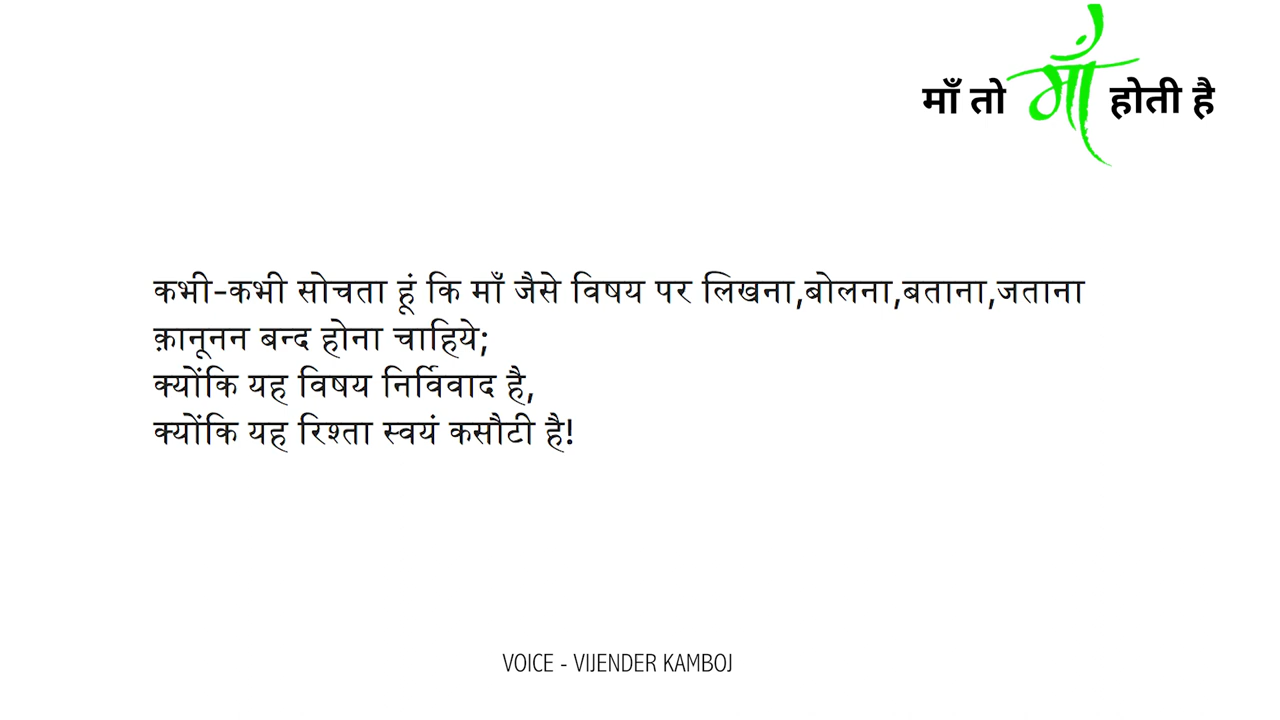 माँ तो माँ होती है
कभी-कभी सोचता हूं कि माँ जैसे विषय पर लिखना,बोलना,बताना,जताना
क़ानूनन बन्द होना चाहिये;
क्योंकि यह विषय निर्विवाद है,
क्योंकि यह रिश्ता स्वयं कसौटी है!
VOICE - VIJENDER KAMBOJ